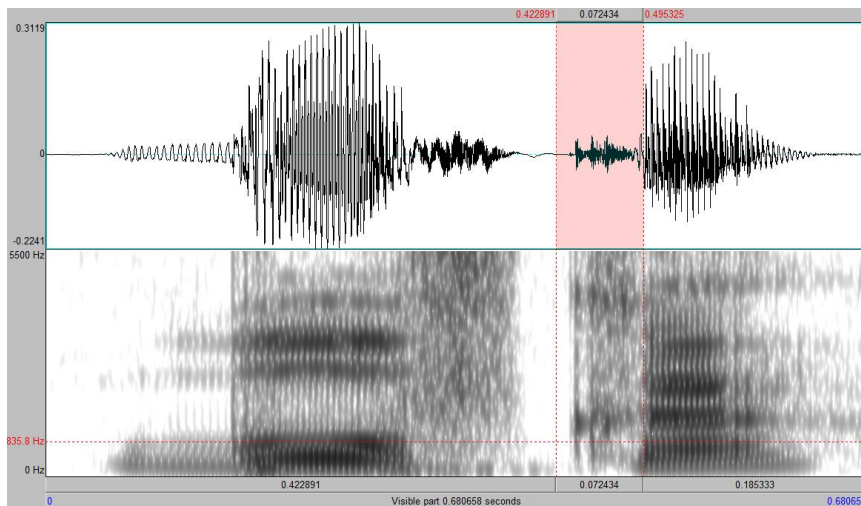 0.422891 0.072434 0.495325
0.3119
0
-0.2241
5500 Hz
835.8 Hz
0 Hz
0.422891 0.072434 0.185333
0 Visible part 0.680658 seconds 0.68065